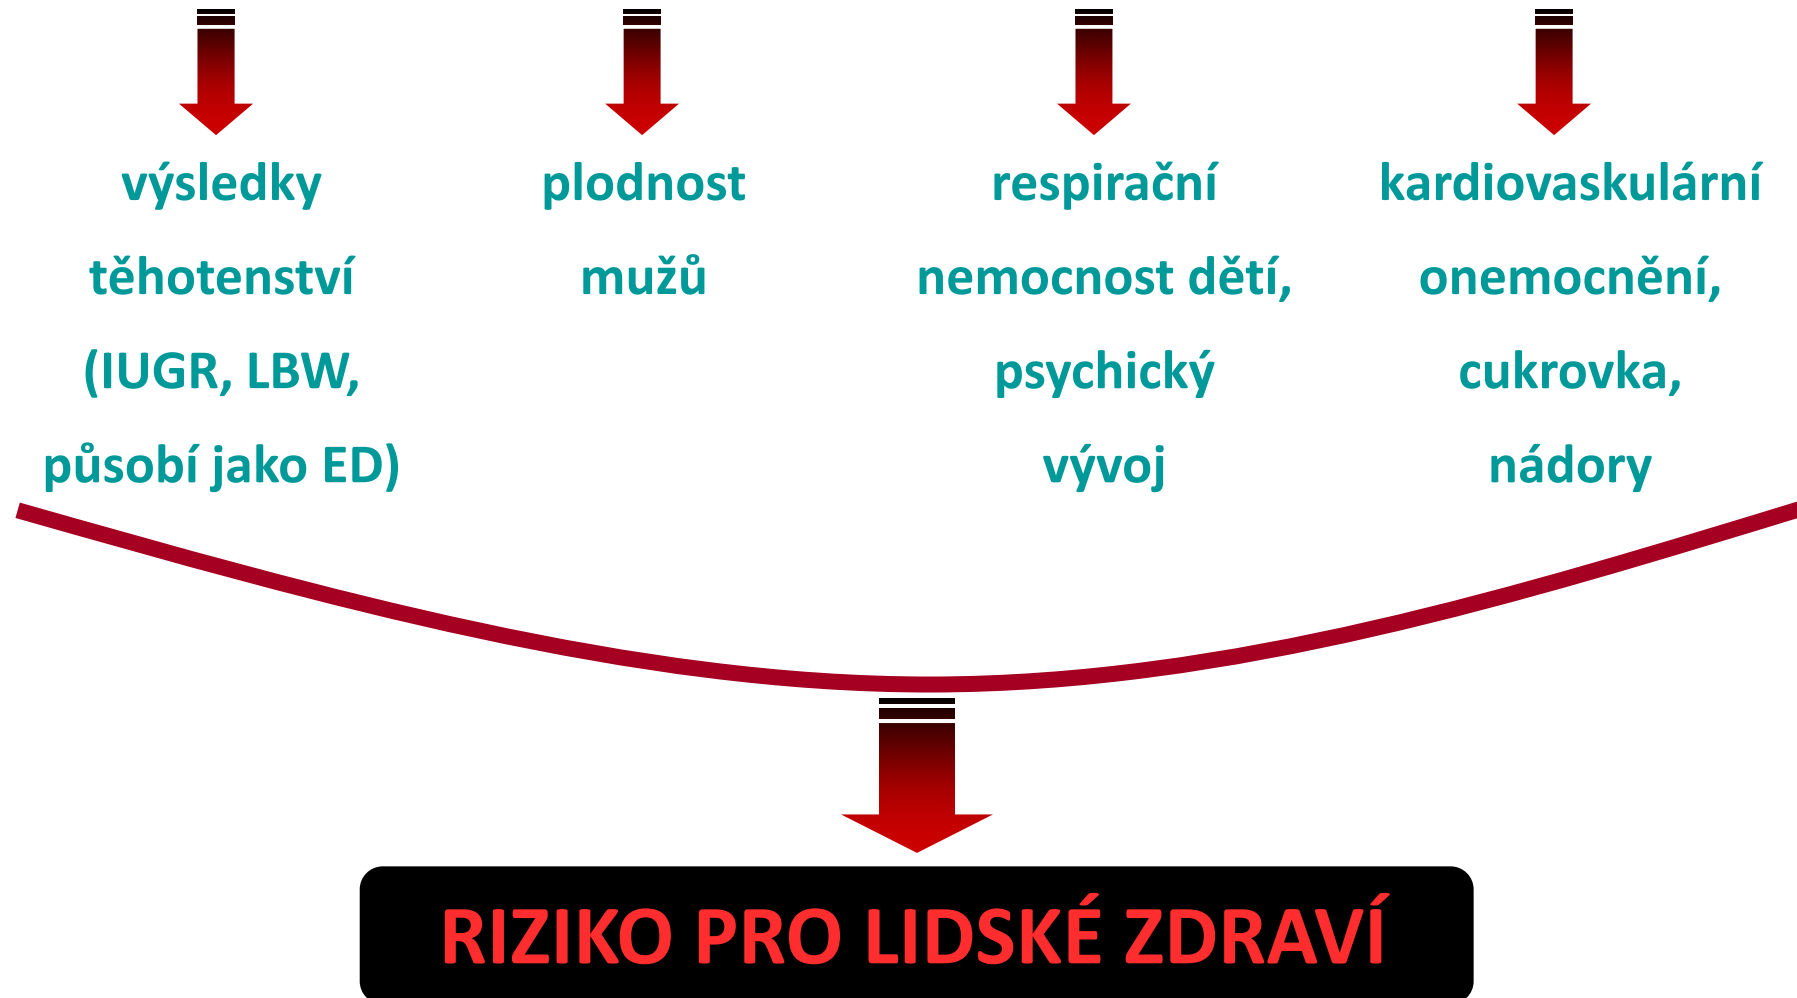 výsledky
těhotenství
(IUGR, LBW,
působí jako ED)
plodnost
mužů
respirační
nemocnost dětí,
psychický
vývoj
kardiovaskulární
onemocnění,
cukrovka,
nádory
RIZIKO PRO LIDSKÉ ZDRAVÍ